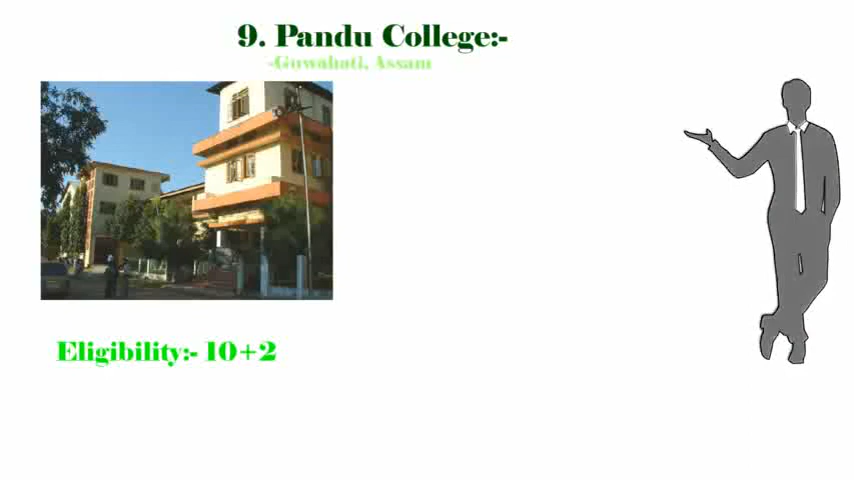 9. Pandu College:-
-Guwahati, Assam
Eligibility:- 10+2